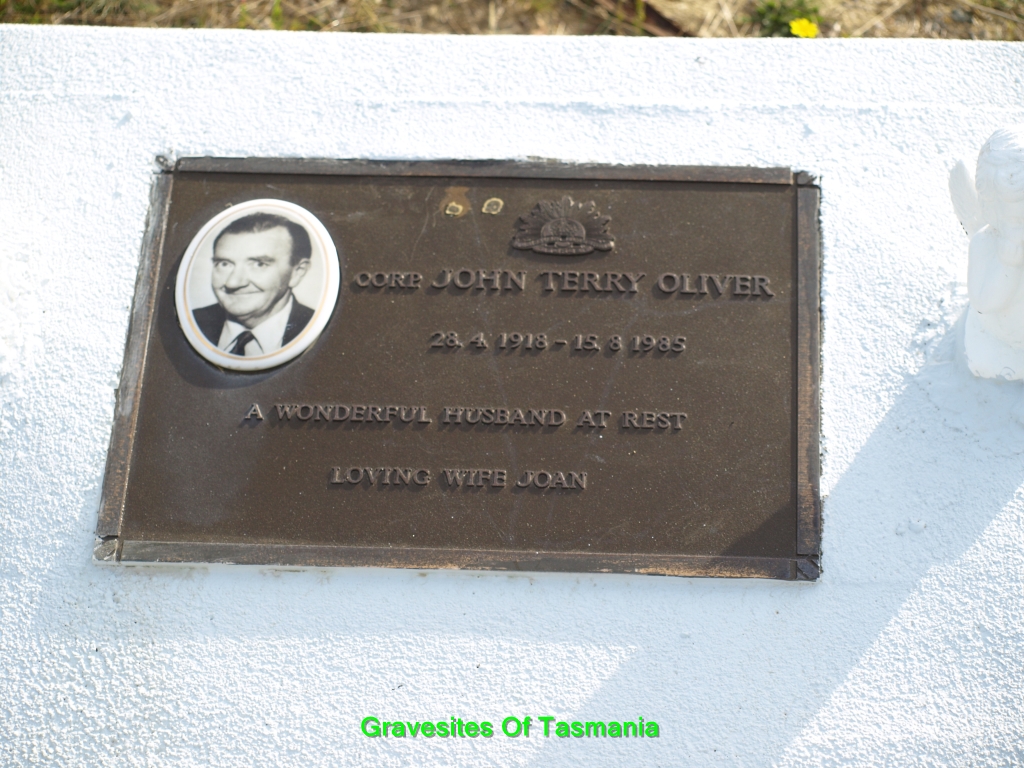 CORP. JOHN TERRY OLIVER
28. 4. 1918 - 15. 8. 1985
A WONDERFUL HUSBAND AT REST
LOVING WIFE JOAN
Gravesites Of Tasmania